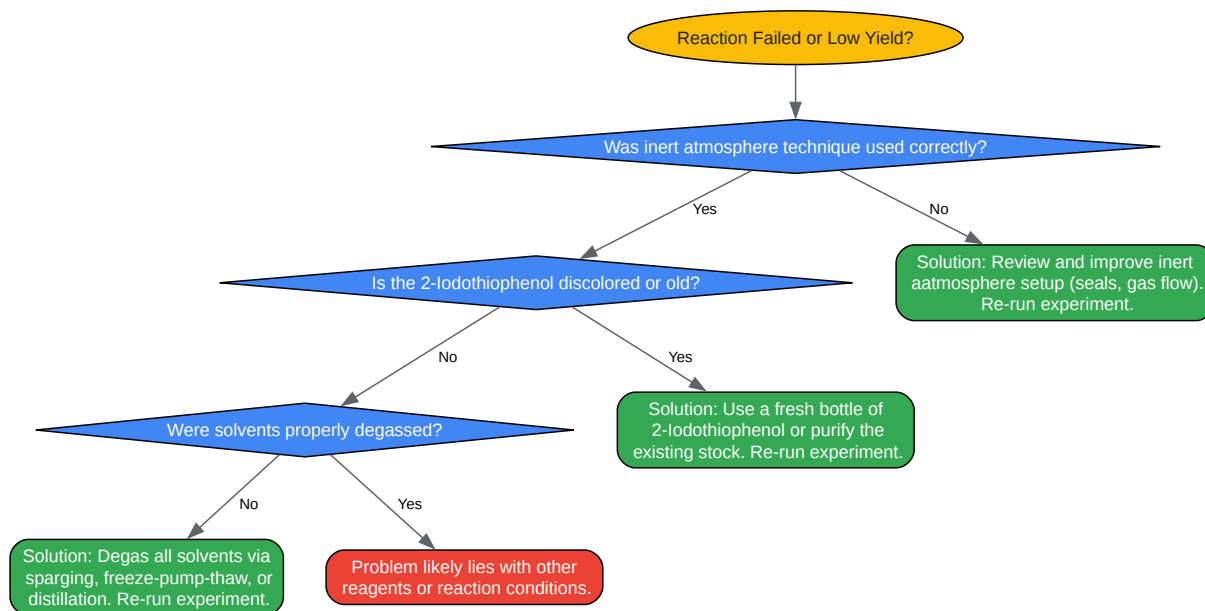 Reaction Failed or Low Yield?
Was inert atmosphere technique used correctly?
Yes
No
Is the 2-Iodothiophenol discolored or old?
Solution: Review and improve inert
aatmosphere setup (seals, gas flow).
Re-run experiment.
No
Yes
Were solvents properly degassed?
Solution: Use a fresh bottle of
2-Iodothiophenol or purify the
existing stock. Re-run experiment.
No
Yes
Solution: Degas all solvents via
sparging, freeze-pump-thaw, or
distillation. Re-run experiment.
Problem likely lies with other
reagents or reaction conditions.